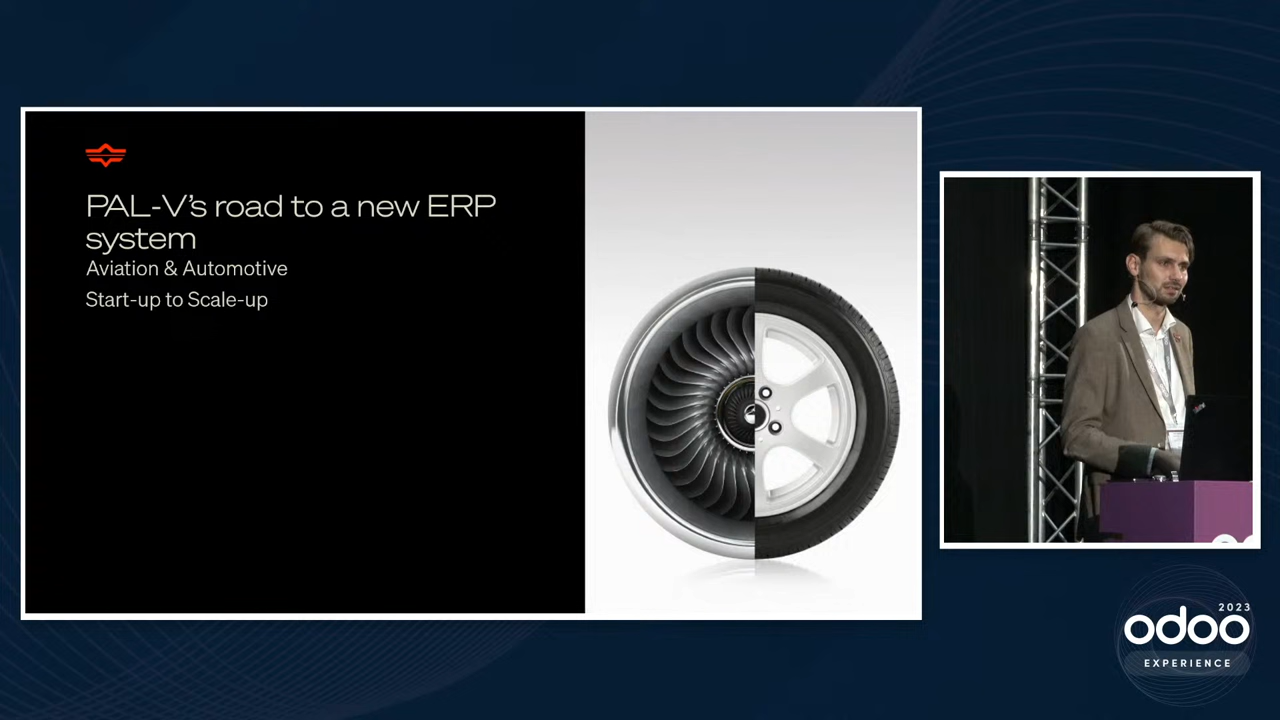 PAL-V's road to a new ERP
system
Aviation & Automotive
Start-up to Scale-up
2023
odoo
EXPERIENCE